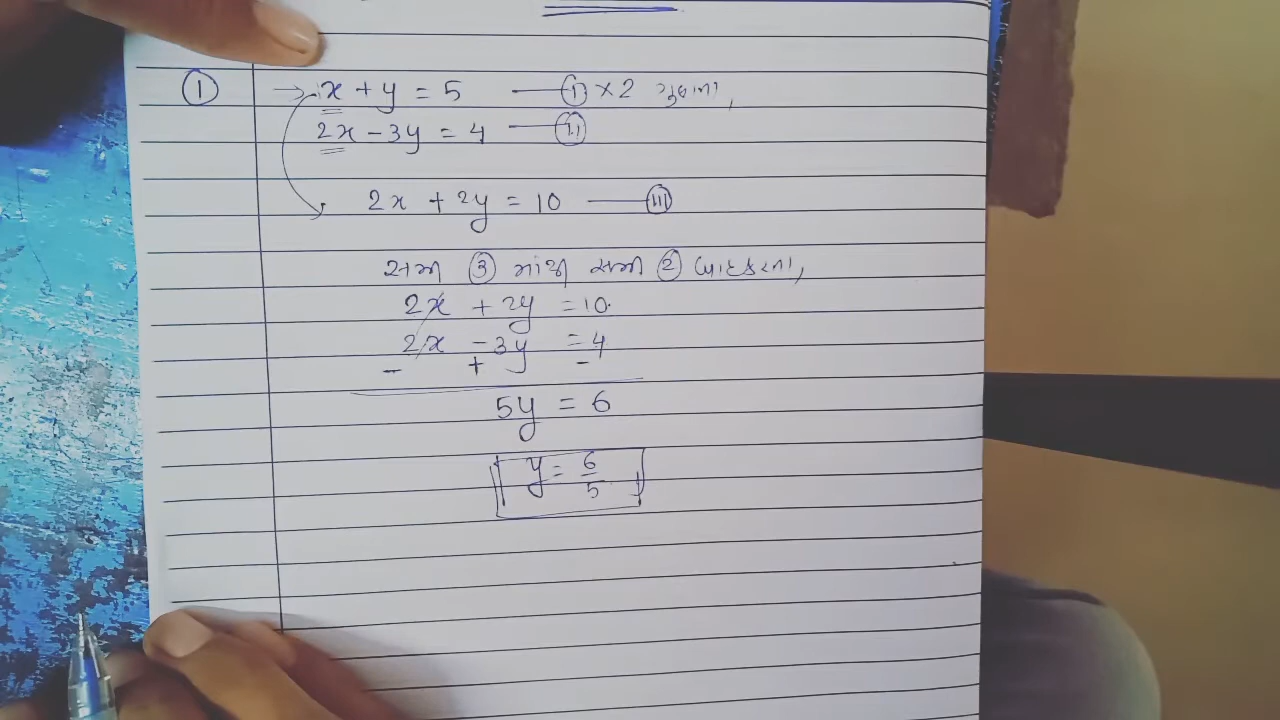 ① → x + y = 5 —— ⓘ × 2 ગુણતા,
2x - 3y = 4 —— ⓘⓘ
2x + 2y = 10 —— ⓘⓘⓘ
સમી ③ માંથી સમી ② બાદ કરતા,
2x + 2y = 10
2x - 3y = 4
- + -
5y = 6
y = 6/5